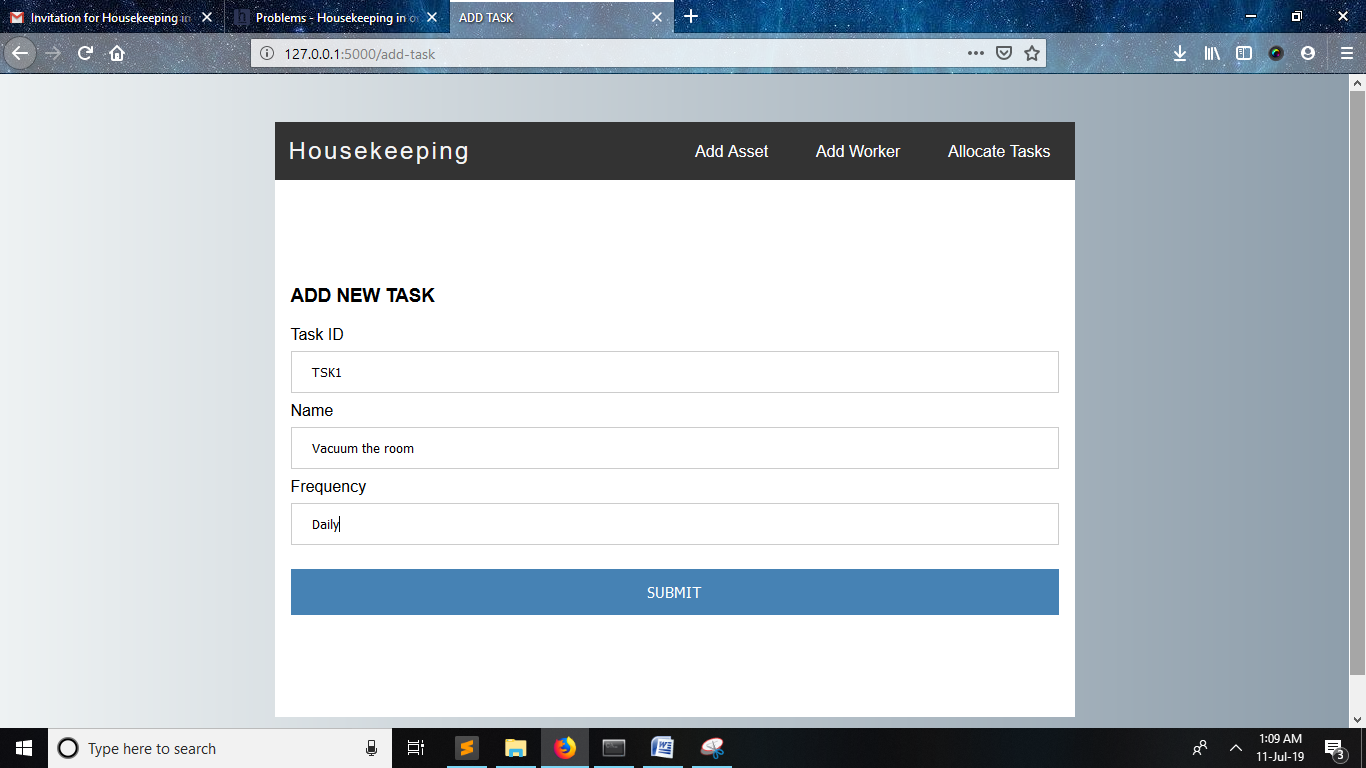 Invitation for Housekeeping in
Problems - Housekeeping in o
ADD TASK
127.0.0.1:5000/add-task
Housekeeping
Add Asset
Add Worker
Allocate Tasks
ADD NEW TASK
Task ID
TSK1
Name
Vacuum the room
Frequency
Daily
SUBMIT
Type here to search
1:09 AM
11-Jul-19
3